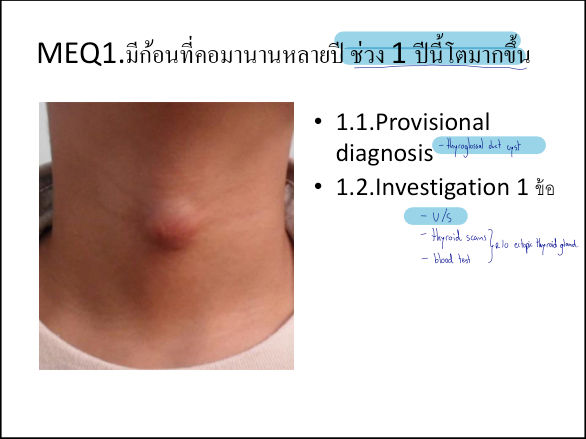 MEQ1.มีก้อนที่คอมานานหลายปี ช่วง 1 ปีนี้โตมากขึ้น
• 1.1.Provisional
diagnosis - thyroglossal duct cyst
• 1.2.Investigation 1 ข้อ
- U/S
- thyroid scans } R/O ectopic thyroid gland
- blood test